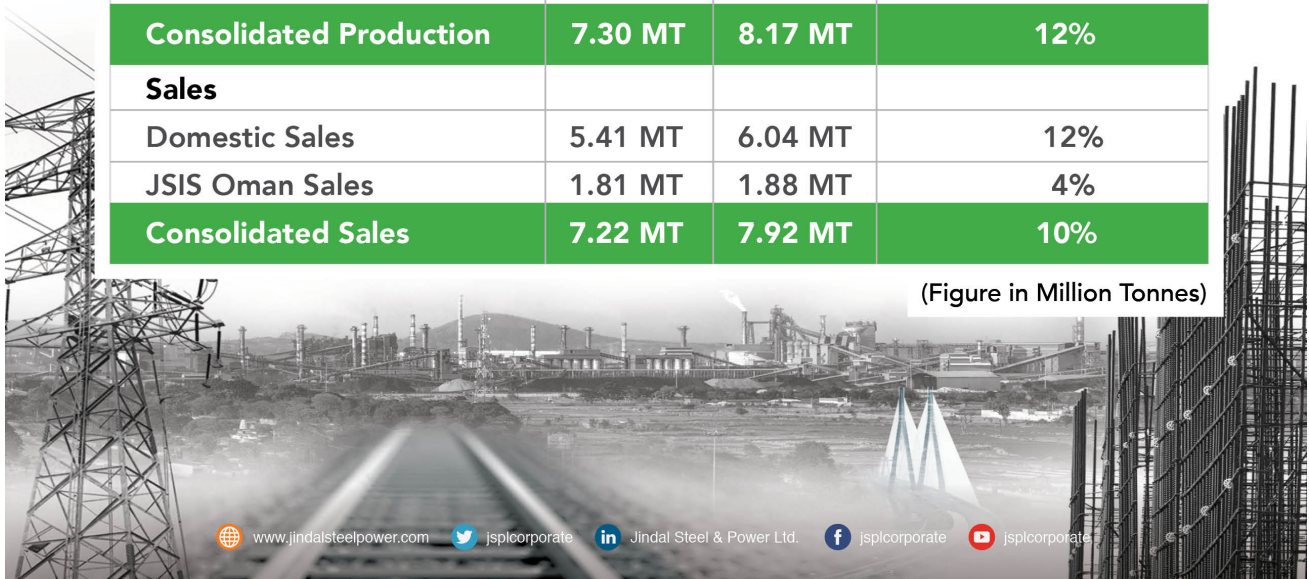 Consolidated Production 7.30 MT 8.17 MT 12%
Sales
Domestic Sales 5.41 MT 6.04 MT 12%
JSIS Oman Sales 1.81 MT 1.88 MT 4%
Consolidated Sales 7.22 MT 7.92 MT 10%
(Figure in Million Tonnes)
www.jindalsteelpower.com jsplcorporate in Jindal Steel & Power Ltd. f jsplcorporate jsplcorporate